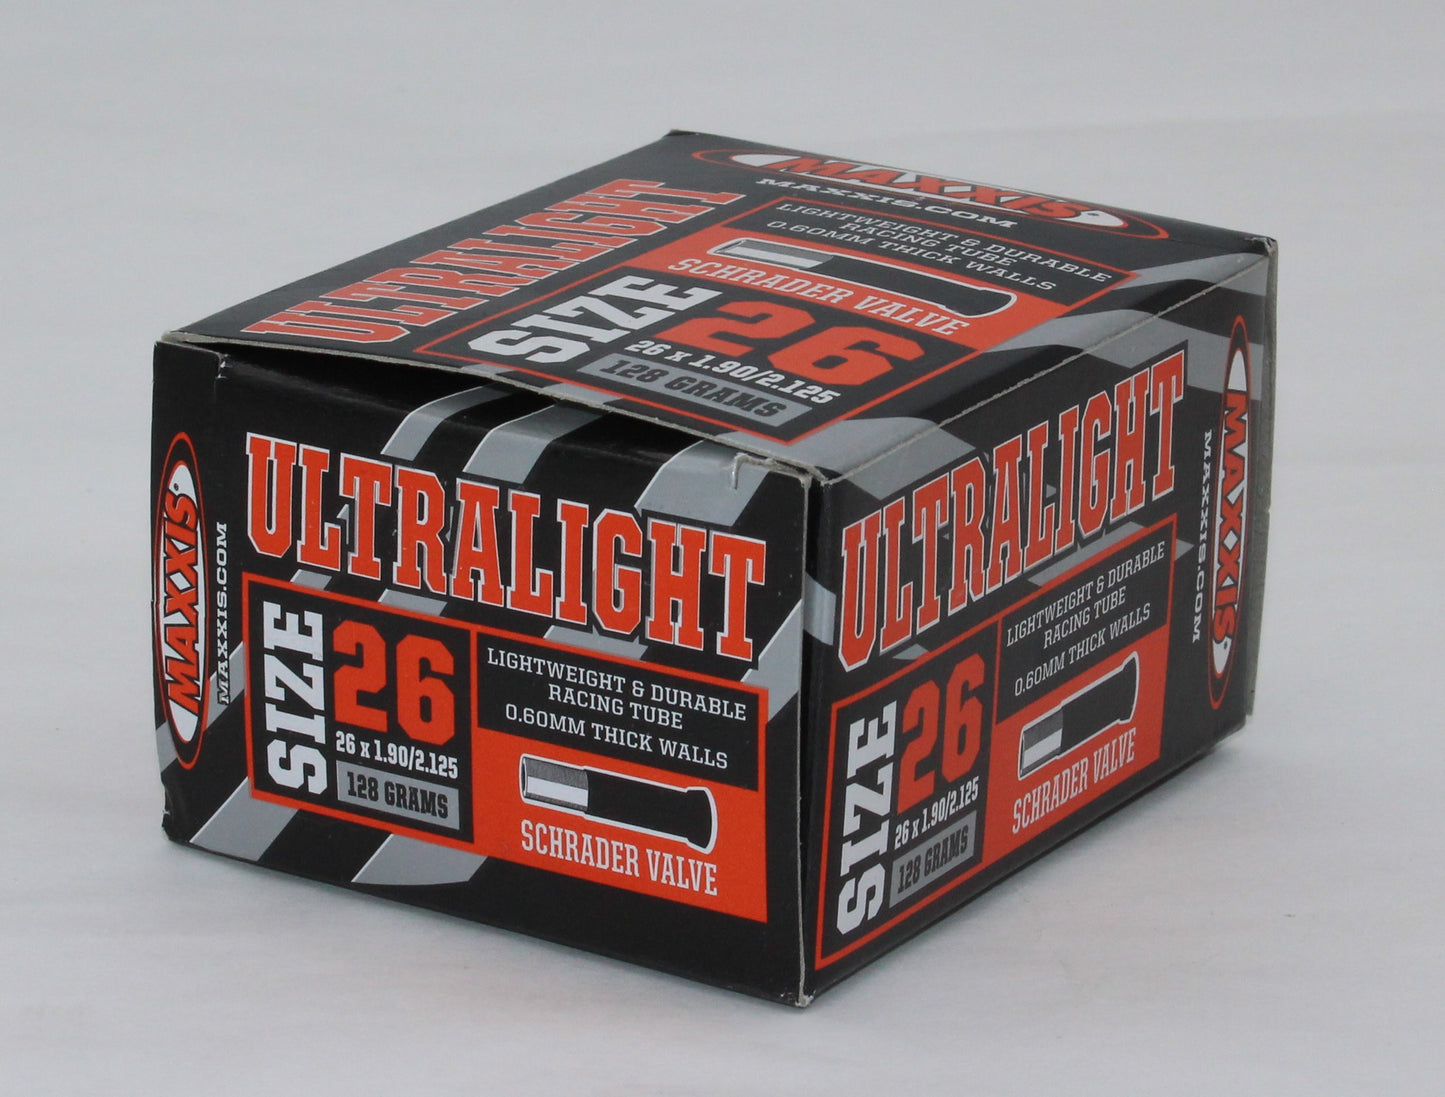 MAXXIS
MAXXIS.COM
ULTRALIGHT
LIGHTWEIGHT & DURABLE
RACING TUBE
0.60MM THICK WALLS
SCHRADER VALVE
SIZE
26
26 x 1.90/2.125
128 GRAMS
MAXXIS
MAXXIS.COM
ULTRALIGHT
SIZE
26
26 x 1.90/2.125
128 GRAMS
LIGHTWEIGHT & DURABLE
RACING TUBE
0.60MM THICK WALLS
SCHRADER VALVE
ULTRALIGHT
SIZE
26
26 x 1.90/2.125
128 GRAMS
LIGHTWEIGHT & DURABLE
RACING TUBE
0.60MM THICK WALLS
SCHRADER VALVE
MAXXIS.COM
MAXXIS